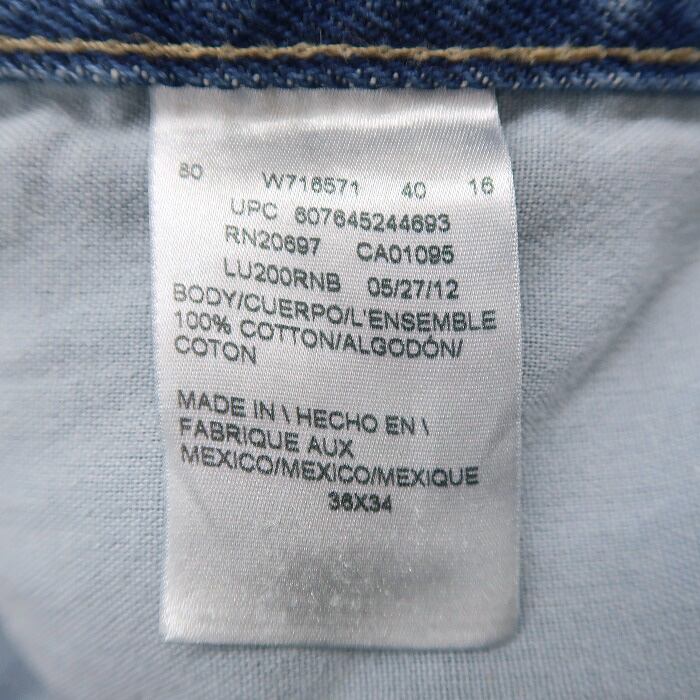 60 W716571 40 16
UPC 607645244693
RN20697 CA01095
LU200RNB 05/27/12
BODY/CUERPO/L'ENSEMBLE
100% COTTON/ALGODÓN/
COTON
MADE IN \ HECHO EN \
FABRIQUE AUX
MEXICO/MEXICO/MEXIQUE
36X34